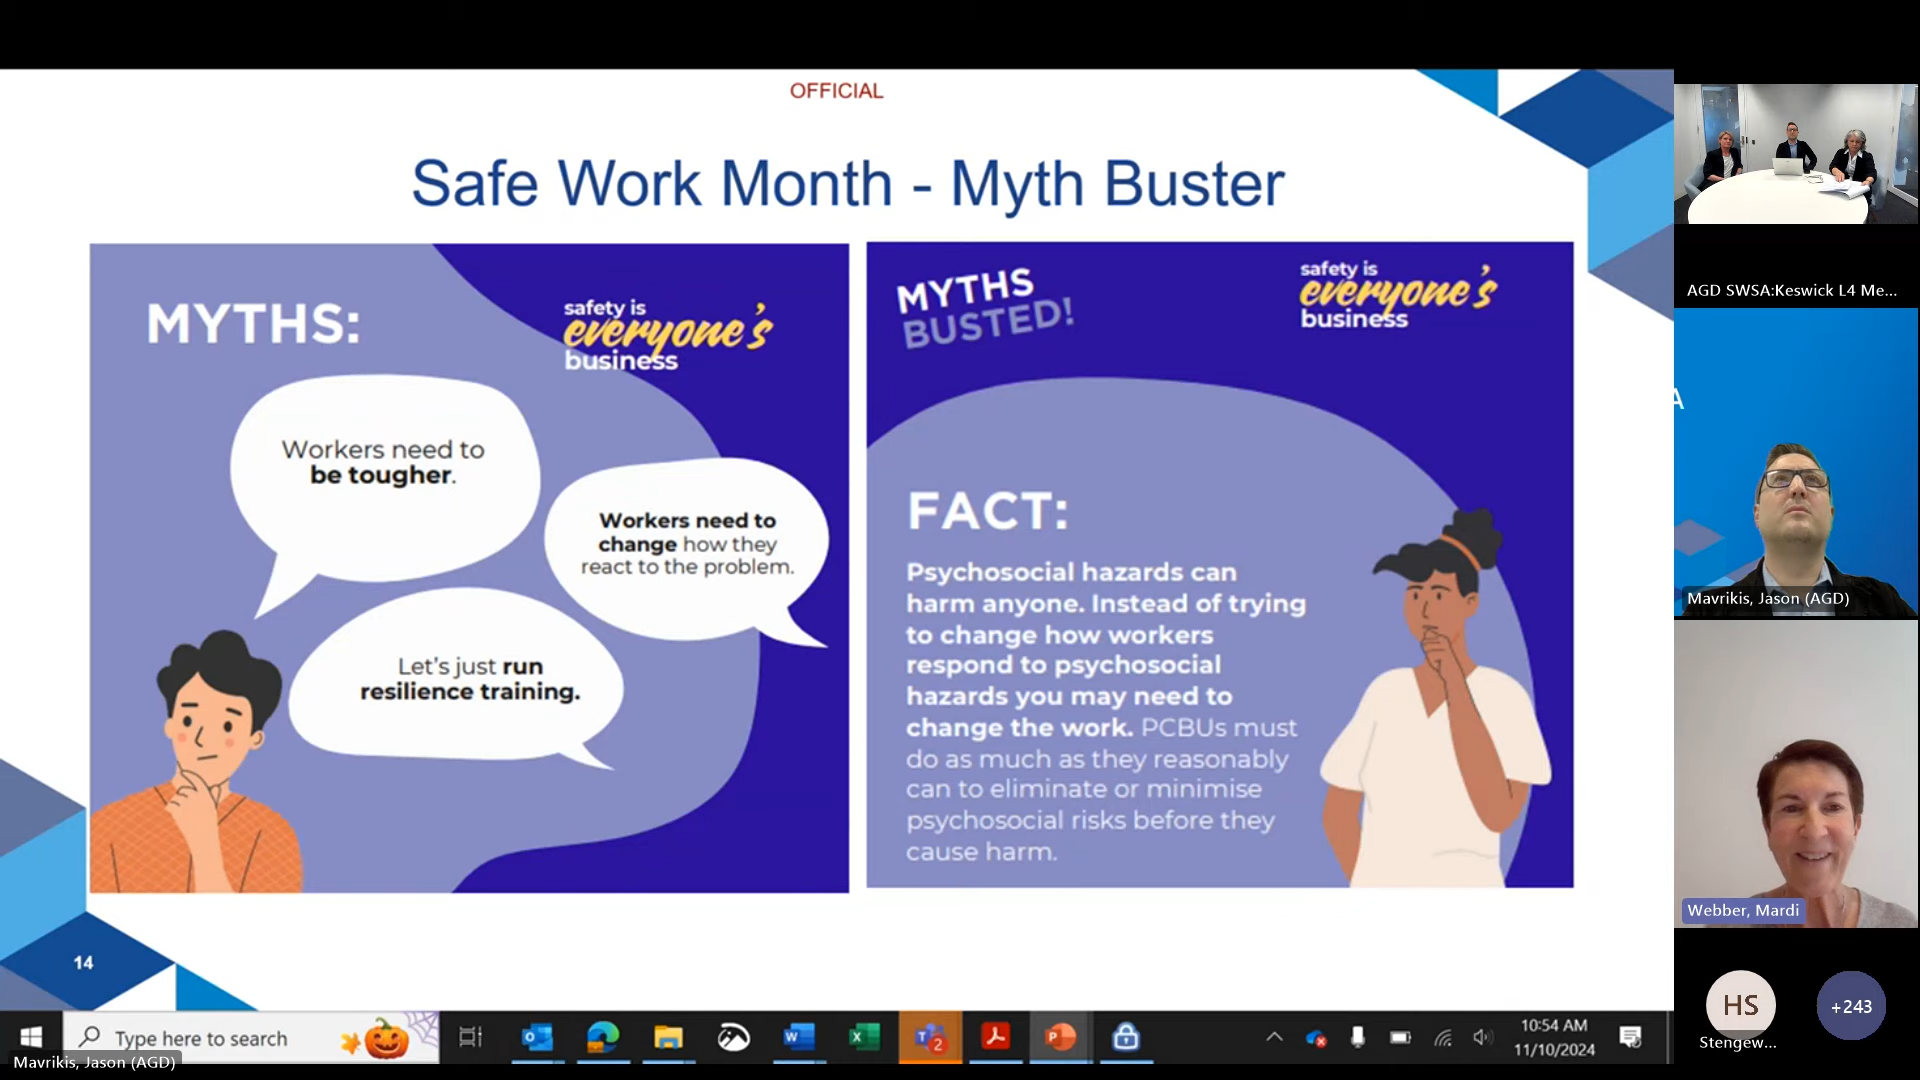 OFFICIAL
Safe Work Month - Myth Buster
MYTHS:
safety is
everyone's
business
Workers need to
be tougher.
Workers need to
change how they
react to the problem.
Let's just run
resilience training.
MYTHS
BUSTED!
safety is
everyone's
business
FACT:
Psychosocial hazards can
harm anyone. Instead of trying
to change how workers
respond to psychosocial
hazards you may need to
change the work. PCBUs must
do as much as they reasonably
can to eliminate or minimise
psychosocial risks before they
cause harm.
14
Type here to search
2
10:54 AM
11/10/2024
Mavrikis, Jason (AGD)
AGD SWSA:Keswick L4 Me...
A
Mavrikis, Jason (AGD)
Webber, Mardi
HS
Stengew...
+243